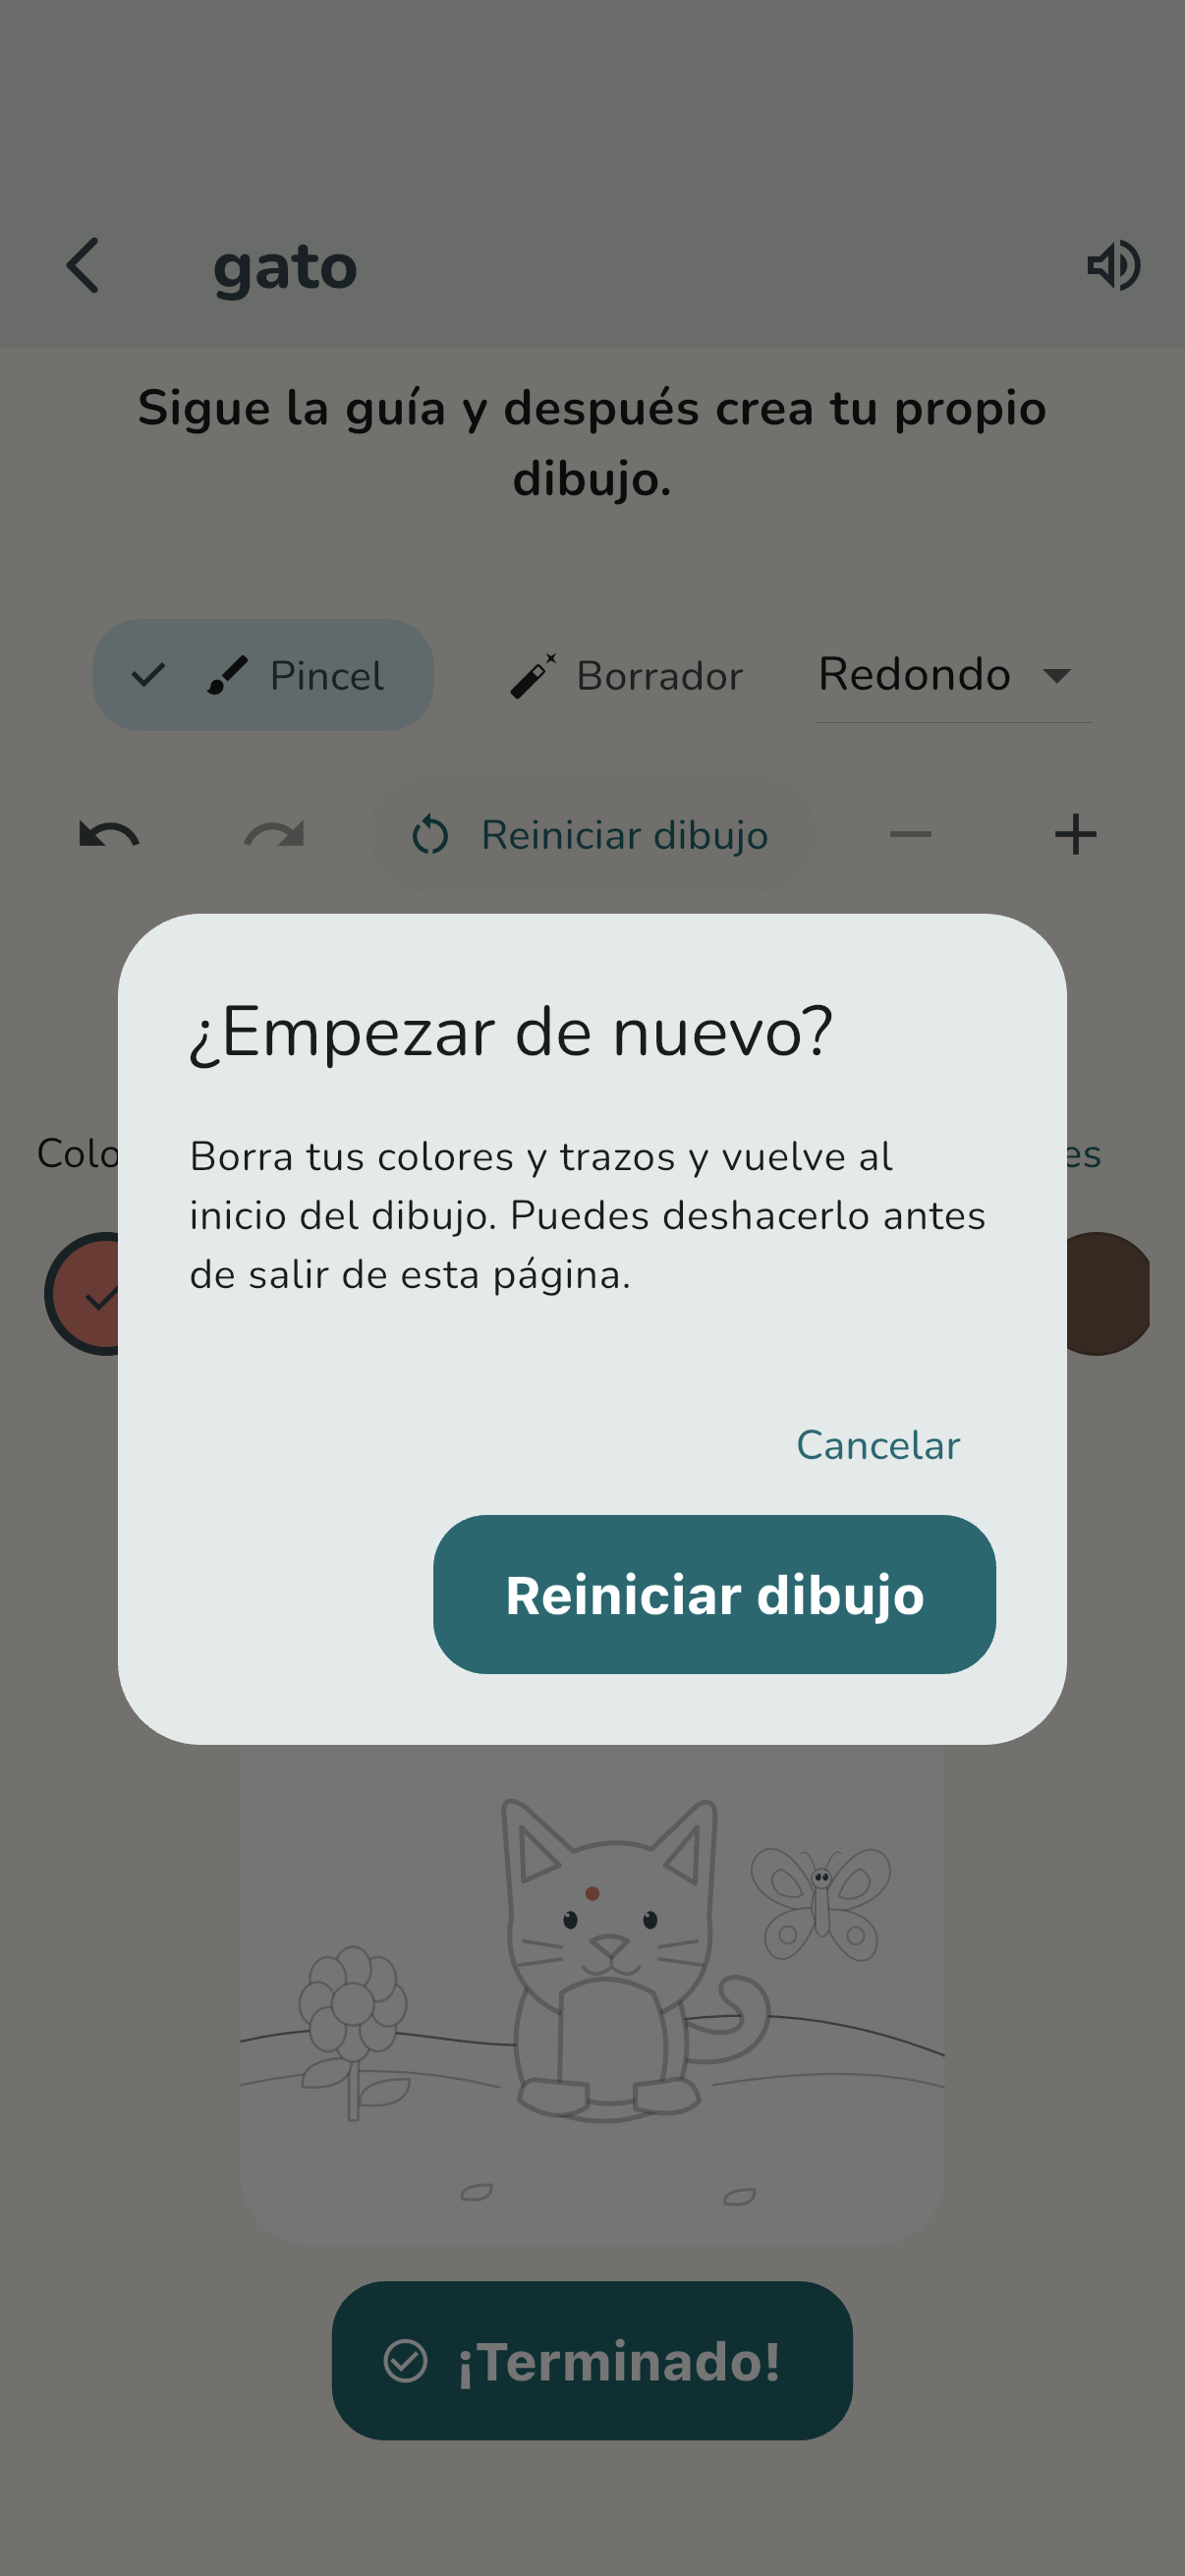 gato
Sigue la guía y después crea tu propio
dibujo.
Pincel
Borrador
Redondo
Reiniciar dibujo
¿Empezar de nuevo?
Borra tus colores y trazos y vuelve al
inicio del dibujo. Puedes deshacerlo antes
de salir de esta página.
Cancelar
Reiniciar dibujo
¡Terminado!